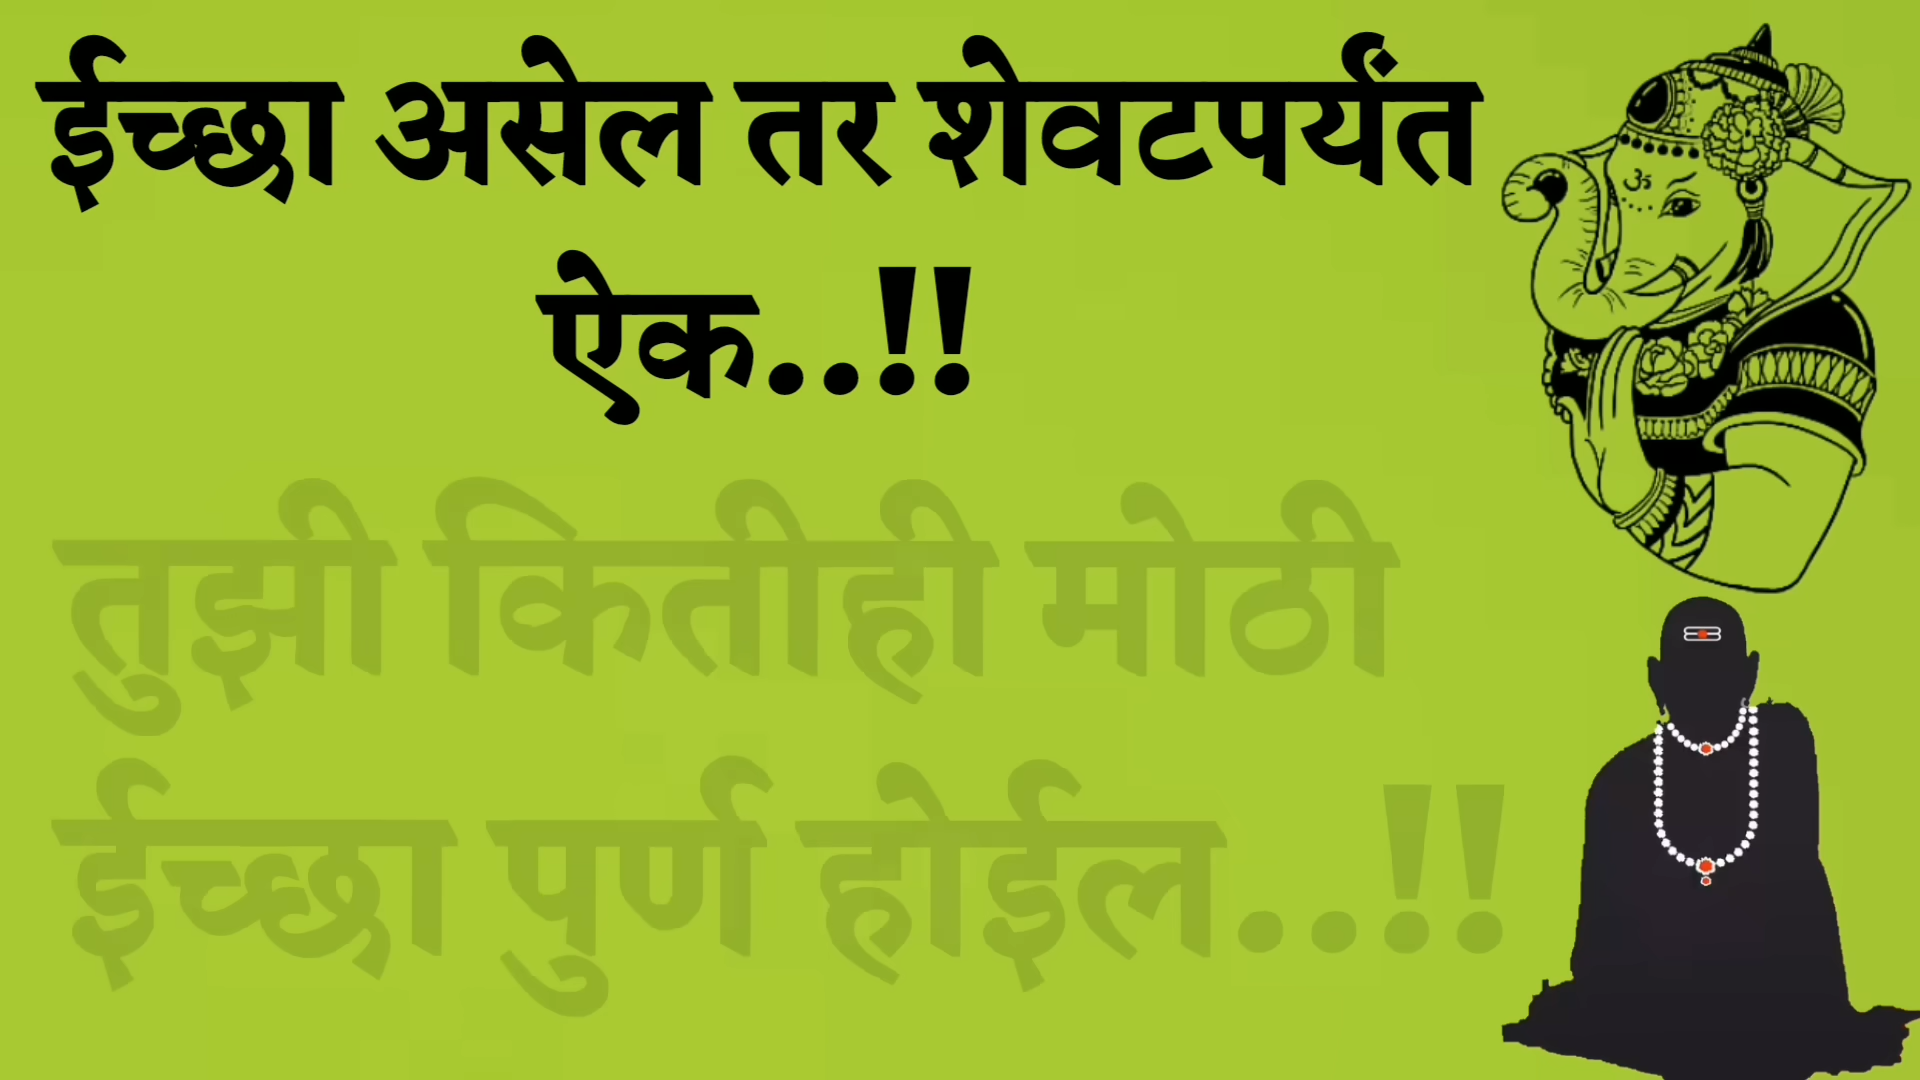 ईच्छा असेल तर शेवटपर्यंत
ऐक..!!
ॐ
तुझी कितीही मोठी
ईच्छा पुर्ण होईल..!!